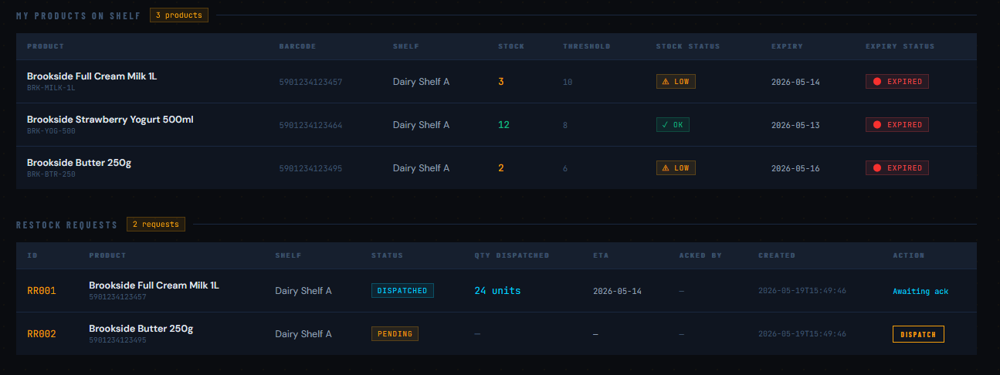 MY PRODUCTS ON SHELF 3 products
PRODUCT BARCODE SHELF STOCK THRESHOLD STOCK STATUS EXPIRY EXPIRY STATUS
Brookside Full Cream Milk 1L 5901234123457 Dairy Shelf A 3 10 ⚠ LOW 2026-05-14 🔴 EXPIRED
BRK-MILK-1L
Brookside Strawberry Yogurt 500ml 5901234123464 Dairy Shelf A 12 8 ✓ OK 2026-05-13 🔴 EXPIRED
BRK-YOG-500
Brookside Butter 250g 5901234123495 Dairy Shelf A 2 6 ⚠ LOW 2026-05-16 🔴 EXPIRED
BRK-BTR-250
RESTOCK REQUESTS 2 requests
ID PRODUCT SHELF STATUS QTY DISPATCHED ETA ACKED BY CREATED ACTION
RR001 Brookside Full Cream Milk 1L Dairy Shelf A DISPATCHED 24 units 2026-05-14 — 2026-05-19T15:49:46 Awaiting ack
5901234123457
RR002 Brookside Butter 250g Dairy Shelf A PENDING — — — 2026-05-19T15:49:46 DISPATCH
5901234123495